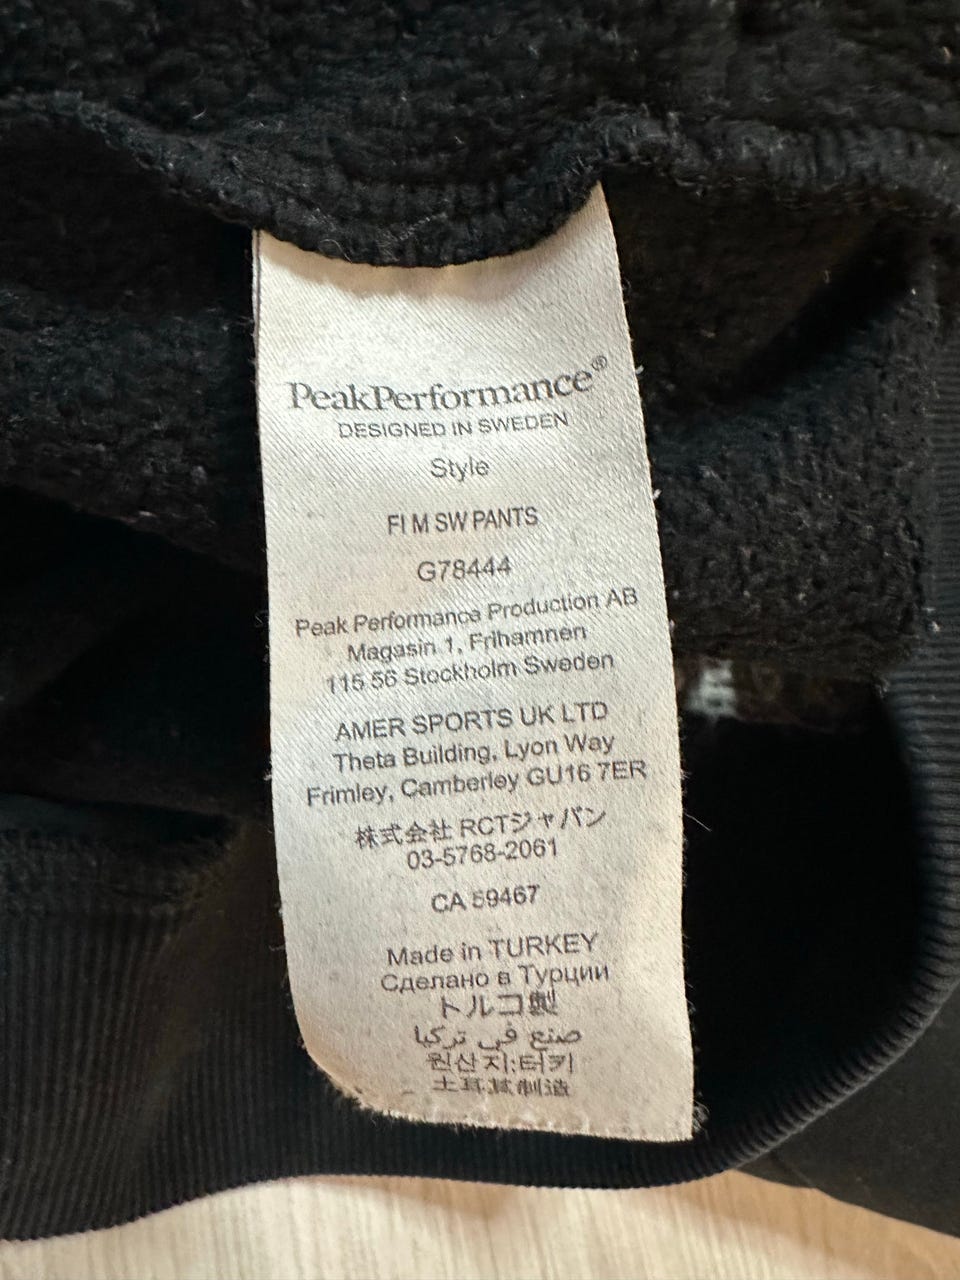 PeakPerformance®
DESIGNED IN SWEDEN
Style
FI M SW PANTS
G78444
Peak Performance Production AB
Magasin 1, Frihamnen
115 56 Stockholm Sweden
AMER SPORTS UK LTD
Theta Building, Lyon Way
Frimley, Camberley GU16 7ER
株式会社 RCTジャパン
03-5768-2061
CA 59467
Made in TURKEY
Сделано в Турции
トルコ製
صنع في تركيا
원산지:터키
土耳其制造